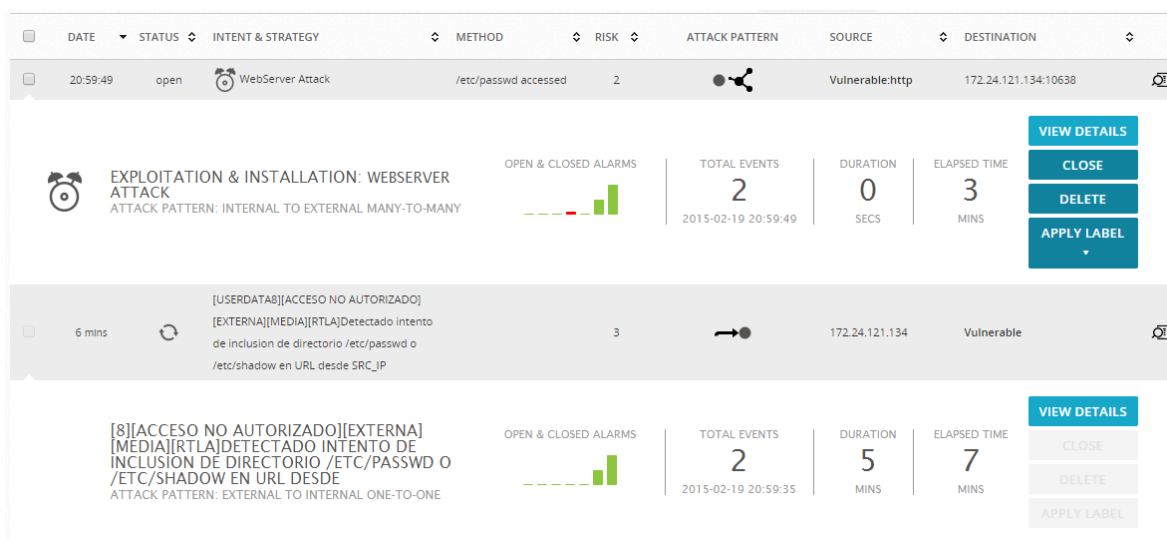 DATE STATUS INTENT & STRATEGY METHOD RISK ATTACK PATTERN SOURCE DESTINATION
20:59:49 open WebServer Attack /etc/passwd accessed 2 Vulnerable:http 172.24.121.134:10638
EXPLOITATION & INSTALLATION: WEBSERVER
ATTACK
ATTACK PATTERN: INTERNAL TO EXTERNAL MANY-TO-MANY
OPEN & CLOSED ALARMS
TOTAL EVENTS
2
2015-02-19 20:59:49
DURATION
0
SECS
ELAPSED TIME
3
MINS
VIEW DETAILS
CLOSE
DELETE
APPLY LABEL
6 mins
[USERDATA8][ACCESO NO AUTORIZADO]
[EXTERNA][MEDIA][RTLA]Detectado intento
de inclusion de directorio /etc/passwd o
/etc/shadow en URL desde SRC_IP
3 172.24.121.134 Vulnerable
[8][ACCESO NO AUTORIZADO][EXTERNA]
[MEDIA][RTLA]DETECTADO INTENTO DE
INCLUSION DE DIRECTORIO /ETC/PASSWD O
/ETC/SHADOW EN URL DESDE
ATTACK PATTERN: EXTERNAL TO INTERNAL ONE-TO-ONE
OPEN & CLOSED ALARMS
TOTAL EVENTS
2
2015-02-19 20:59:35
DURATION
5
MINS
ELAPSED TIME
7
MINS
VIEW DETAILS
CLOSE
DELETE
APPLY LABEL